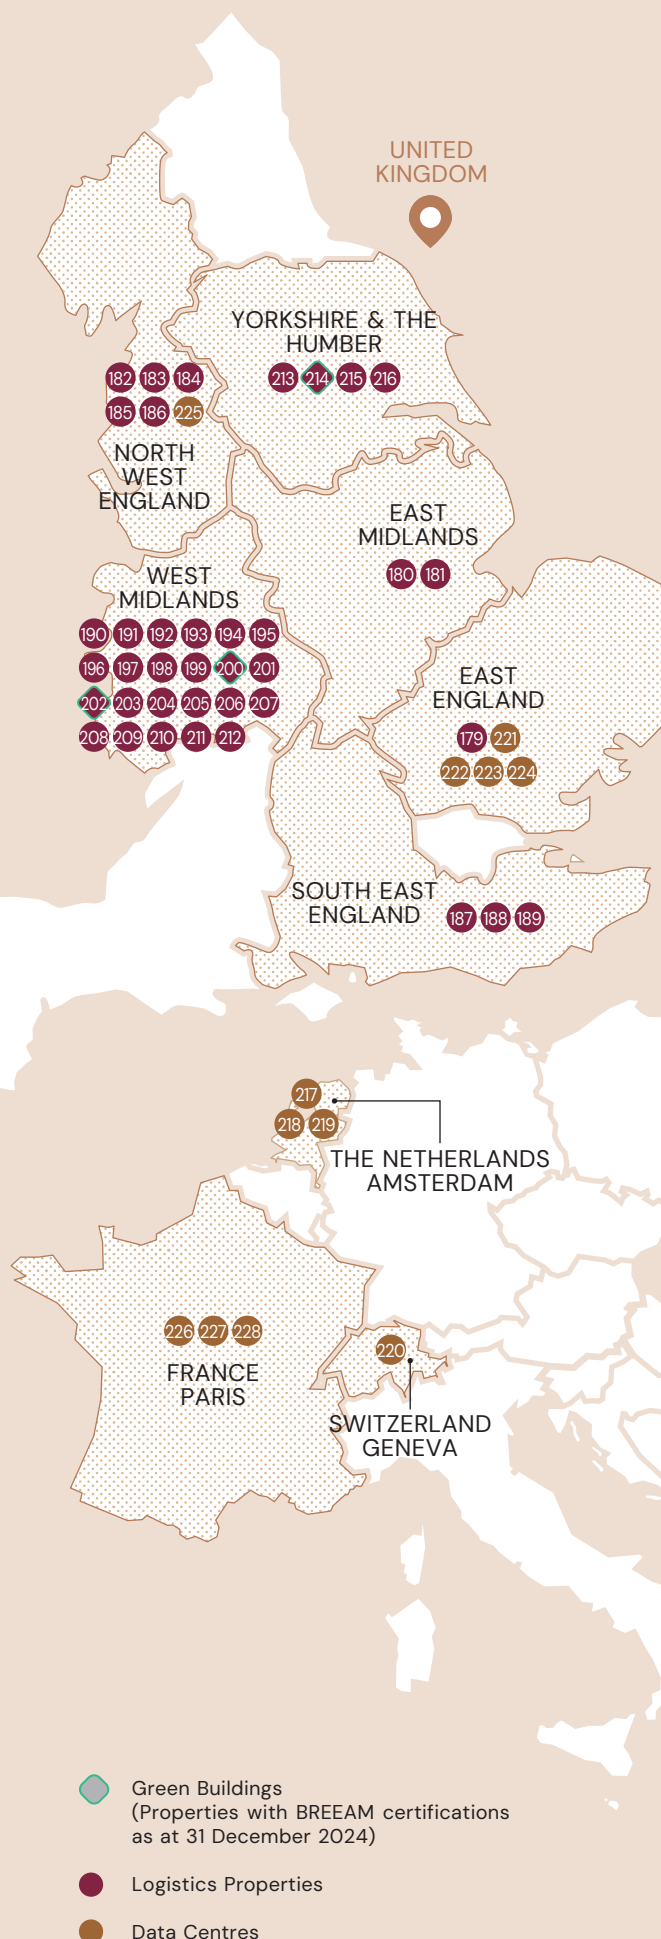 UNITED
KINGDOM
YORKSHIRE & THE
HUMBER
213 214 215 216
182 183 184
185 186 225
NORTH
WEST
ENGLAND
EAST
MIDLANDS
180 181
WEST
MIDLANDS
190 191 192 193 194 195
196 197 198 199 200 201
202 203 204 205 206 207
208 209 210 211 212
EAST
ENGLAND
179 221
222 223 224
SOUTH EAST
ENGLAND
187 188 189
217
218 219
THE NETHERLANDS
AMSTERDAM
226 227 228
FRANCE
PARIS
220
SWITZERLAND
GENEVA
Green Buildings
(Properties with BREEAM certifications
as at 31 December 2024)
Logistics Properties
Data Centres